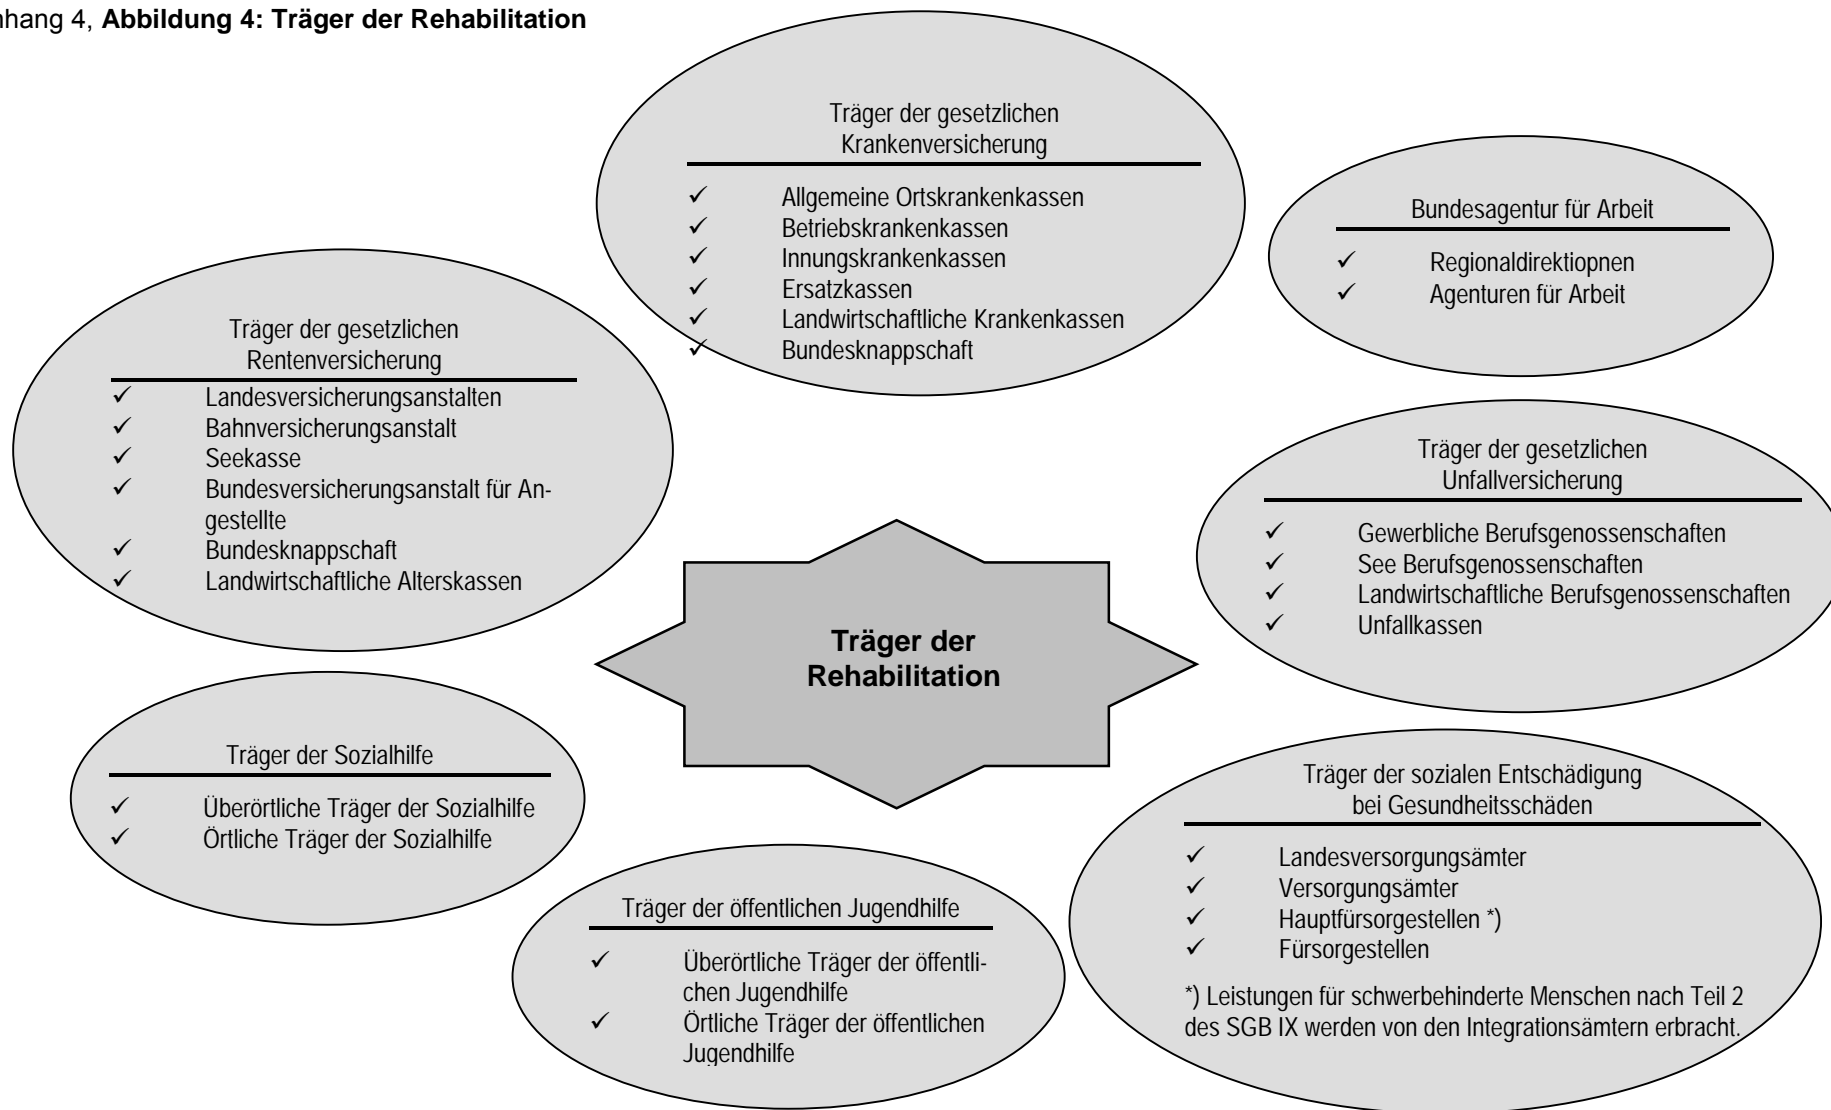 nhang 4, Abbildung 4: Träger der Rehabilitation
Träger der gesetzlichen
Krankenversicherung
✓ Allgemeine Ortskrankenkassen
✓ Betriebskrankenkassen
✓ Innungskrankenkassen
✓ Ersatzkassen
✓ Landwirtschaftliche Krankenkassen
✓ Bundesknappschaft
Bundesagentur für Arbeit
✓ Regionaldirektiopnen
✓ Agenturen für Arbeit
Träger der gesetzlichen
Rentenversicherung
✓ Landesversicherungsanstalten
✓ Bahnversicherungsanstalt
✓ Seekasse
✓ Bundesversicherungsanstalt für An-
gestellte
✓ Bundesknappschaft
✓ Landwirtschaftliche Alterskassen
Träger der gesetzlichen
Unfallversicherung
✓ Gewerbliche Berufsgenossenschaften
✓ See Berufsgenossenschaften
✓ Landwirtschaftliche Berufsgenossenschaften
✓ Unfallkassen
Träger der
Rehabilitation
Träger der Sozialhilfe
✓ Überörtliche Träger der Sozialhilfe
✓ Örtliche Träger der Sozialhilfe
Träger der sozialen Entschädigung
bei Gesundheitsschäden
✓ Landesversorgungsämter
✓ Versorgungsämter
✓ Hauptfürsorgestellen *)
✓ Fürsorgestellen
*) Leistungen für schwerbehinderte Menschen nach Teil 2
des SGB IX werden von den Integrationsämtern erbracht.
Träger der öffentlichen Jugendhilfe
✓ Überörtliche Träger der öffentli-
chen Jugendhilfe
✓ Örtliche Träger der öffentlichen
Jugendhilfe